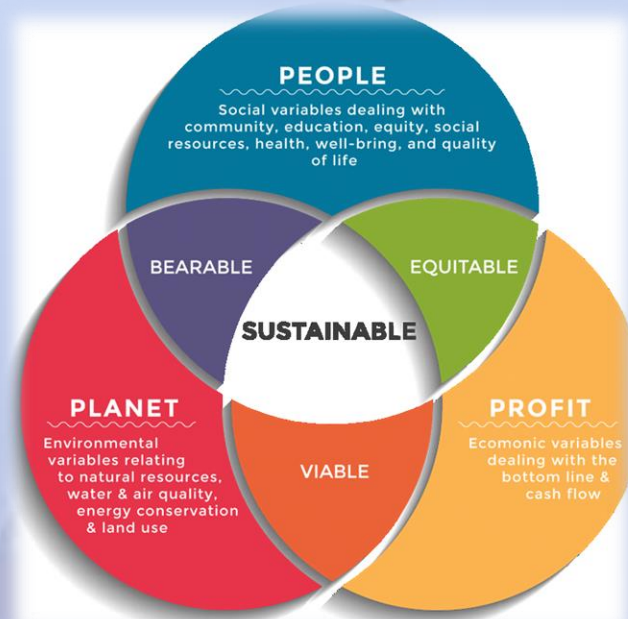 PEOPLE
Social variables dealing with
community, education, equity, social
resources, health, well-bring, and quality
of life
BEARABLE
EQUITABLE
SUSTAINABLE
PLANET
Environmental
variables relating
to natural resources,
water & air quality,
energy conservation
& land use
VIABLE
PROFIT
Ecomonic variables
dealing with the
bottom line &
cash flow